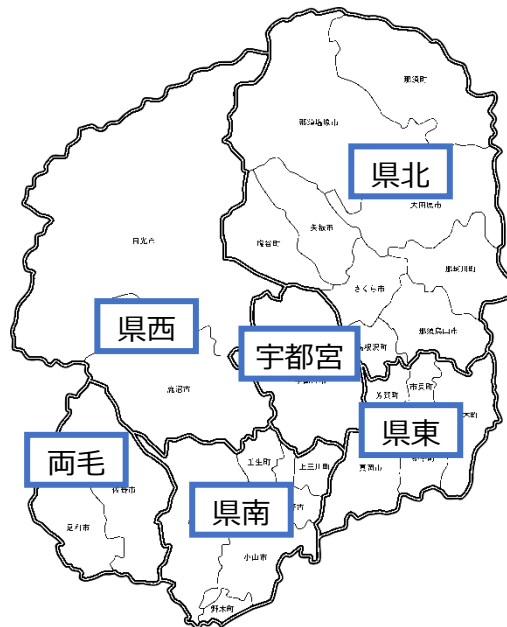 那須町
那須塩原市
県北
大田原市
矢板市
塩谷町
那珂川町
日光市
さくら市
県西
宇都宮
那須烏山市
根沢町
鹿沼市
芳賀町
市貝町
県東
木町
両毛
壬生町
上三川町
真岡市
佐野市
県南
足利市
小山市
野木町